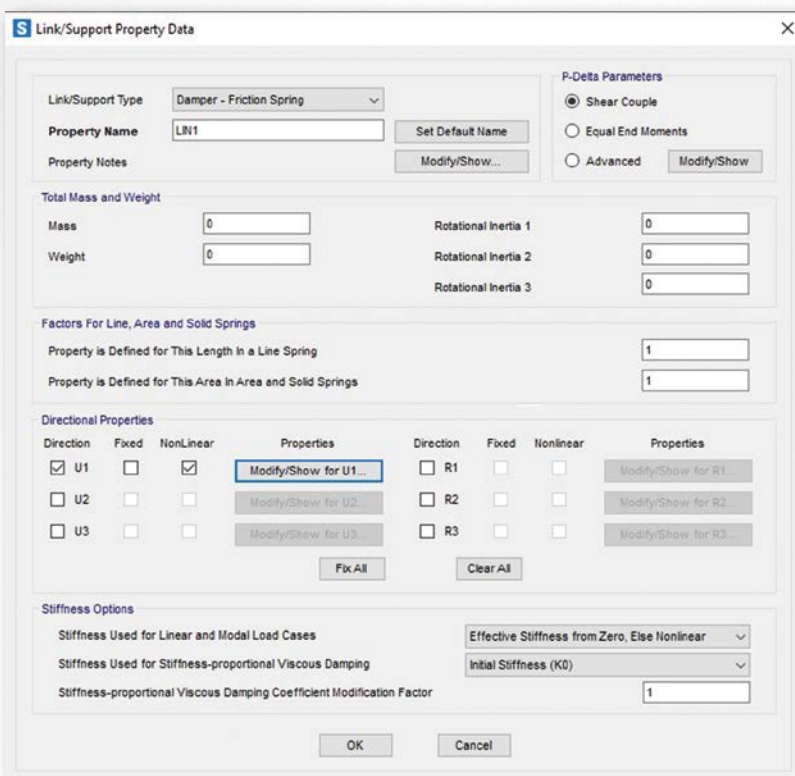 S Link/Support Property Data
P-Delta Parameters
Link/Support Type Damper - Friction Spring
Shear Couple
Property Name LIN1 Set Default Name
Equal End Moments
Property Notes Modify/Show...
Advanced Modify/Show
Total Mass and Weight
Mass 0 Rotational Inertia 1 0
Weight 0 Rotational Inertia 2 0
Rotational Inertia 3 0
Factors For Line, Area and Solid Springs
Property is Defined for This Length In a Line Spring 1
Property is Defined for This Area In Area and Solid Springs 1
Directional Properties
Direction Fixed NonLinear Properties Direction Fixed Nonlinear Properties
U1 Modify/Show for U1... R1 Modify/Show for R1...
U2 Modify/Show for U2... R2 Modify/Show for R2...
U3 Modify/Show for U3... R3 Modify/Show for R3...
Fix All Clear All
Stiffness Options
Stiffness Used for Linear and Modal Load Cases Effective Stiffness from Zero, Else Nonlinear
Stiffness Used for Stiffness-proportional Viscous Damping Initial Stiffness (K0)
Stiffness-proportional Viscous Damping Coefficient Modification Factor 1
OK Cancel